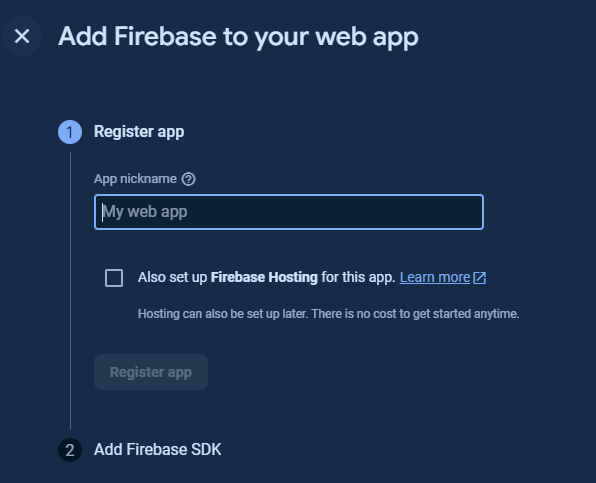 Add Firebase to your web app
1 Register app
App nickname
My web app
Also set up Firebase Hosting for this app. Learn more
Hosting can also be set up later. There is no cost to get started anytime.
Register app
2 Add Firebase SDK